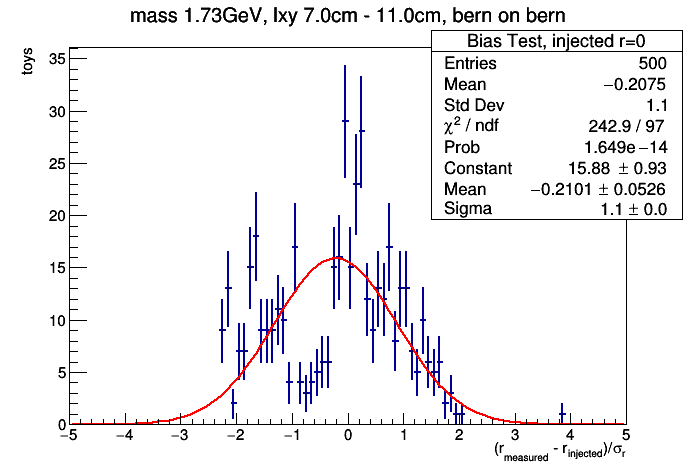 mass 1.73GeV, lxy 7.0cm - 11.0cm, bern on bern
Bias Test, injected r=0
Entries 500
Mean −0.2075
Std Dev 1.1
χ² / ndf 242.9 / 97
Prob 1.649e−14
Constant 15.88 ± 0.93
Mean −0.2101 ± 0.0526
Sigma 1.1 ± 0.0
toys
35
30
25
20
15
10
5
0
−5 −4 −3 −2 −1 0 1 2 3 4 5
(r_measured - r_injected)/σ_r